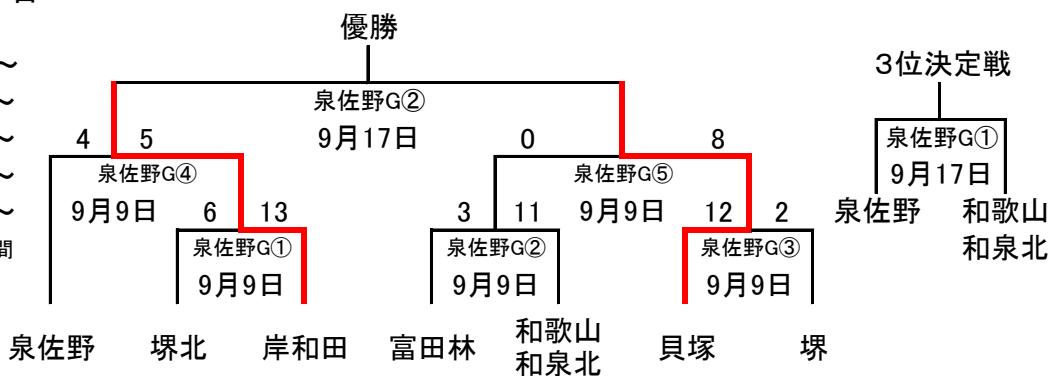 優勝
～
３位決定戦
～
泉佐野G②
～
4 5
9月17日
0
8
泉佐野G①
～
泉佐野G④
泉佐野G⑤
9月17日
～
9月9日
6 13
3 11
9月9日
12 2
泉佐野
和歌山
和泉北
間
泉佐野G①
泉佐野G②
泉佐野G③
9月9日
9月9日
9月9日
泉佐野
堺北
岸和田
富田林
和歌山
和泉北
貝塚
堺